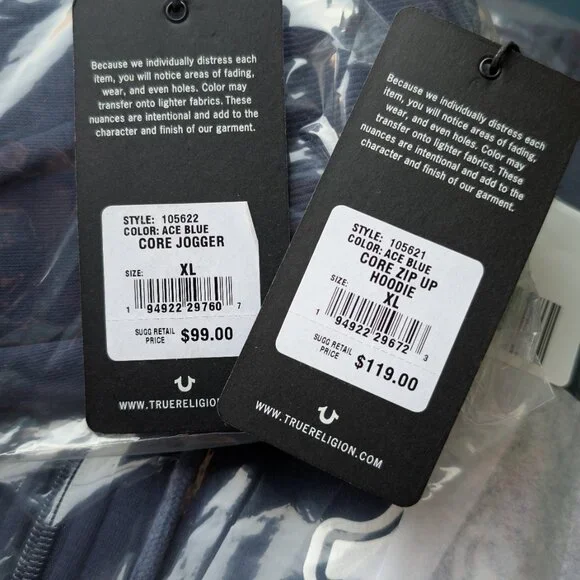 Because we individually distress each
item, you will notice areas of fading,
wear, and even holes. Color may
transfer onto lighter fabrics. These
nuances are intentional and add to the
character and finish of our garment.
STYLE: 105622
COLOR: ACE BLUE
CORE JOGGER
SIZE: XL
1 94922 29760 7
SUGG RETAIL
PRICE $99.00
WWW.TRUERELIGION.COM
Because we individually distress each
item, you will notice areas of fading,
wear, and even holes. Color may
transfer onto lighter fabrics. These
nuances are intentional and add to the
character and finish of our garment.
STYLE: 105621
COLOR: ACE BLUE
CORE ZIP UP
HOODIE
SIZE: XL
1 94922 29672 3
SUGG RETAIL
PRICE $119.00
WWW.TRUERELIGION.COM